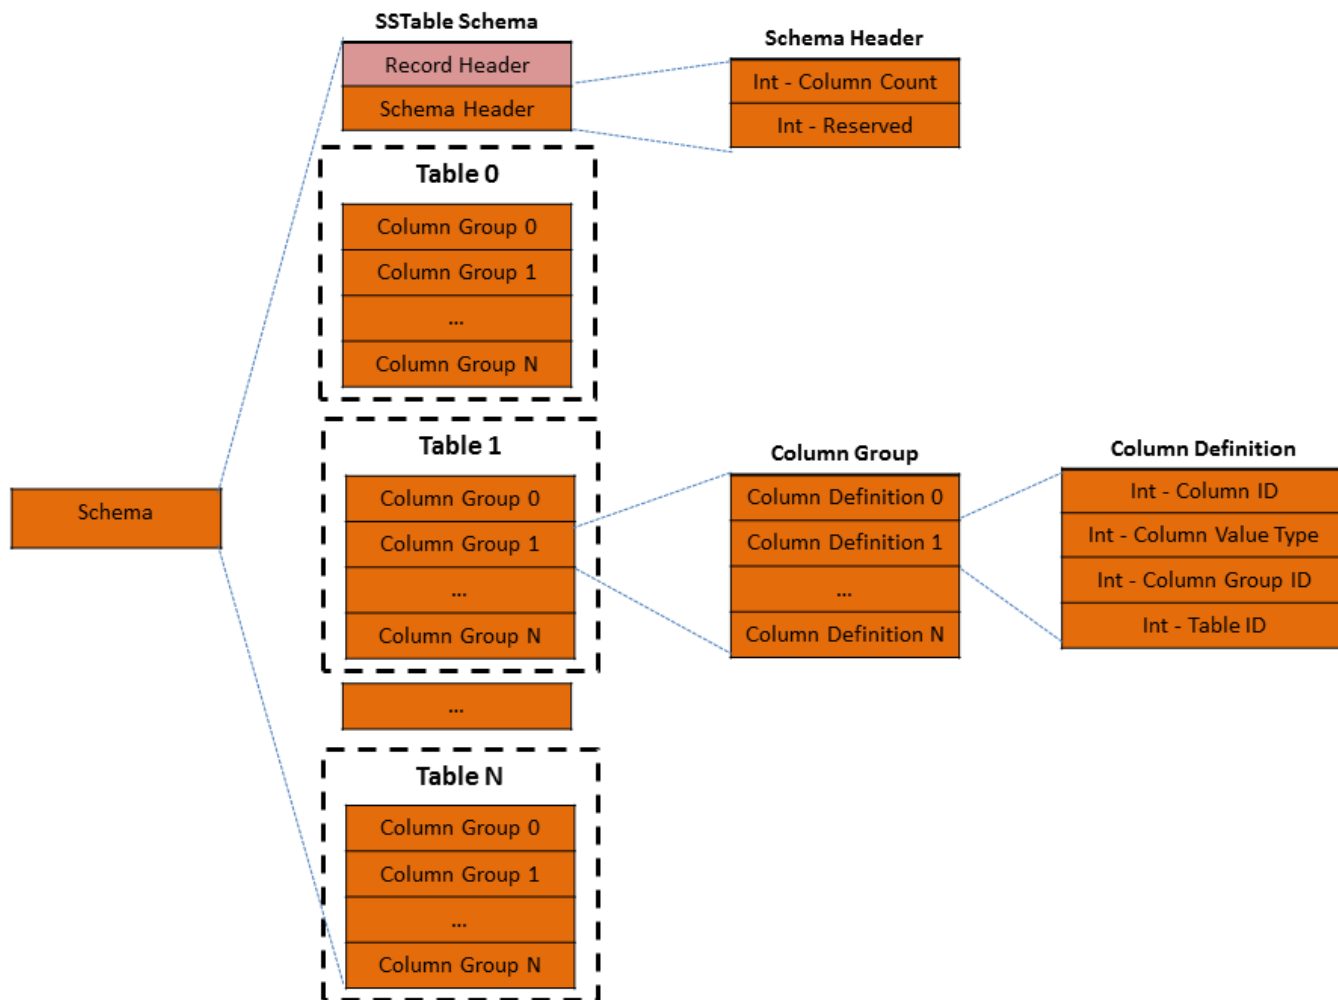 SSTable Schema
Record Header
Schema Header
Schema Header
Int - Column Count
Int - Reserved
Table 0
Column Group 0
Column Group 1
...
Column Group N
Schema
Table 1
Column Group 0
Column Group 1
...
Column Group N
Column Group
Column Definition 0
Column Definition 1
...
Column Definition N
Column Definition
Int - Column ID
Int - Column Value Type
Int - Column Group ID
Int - Table ID
...
Table N
Column Group 0
Column Group 1
...
Column Group N